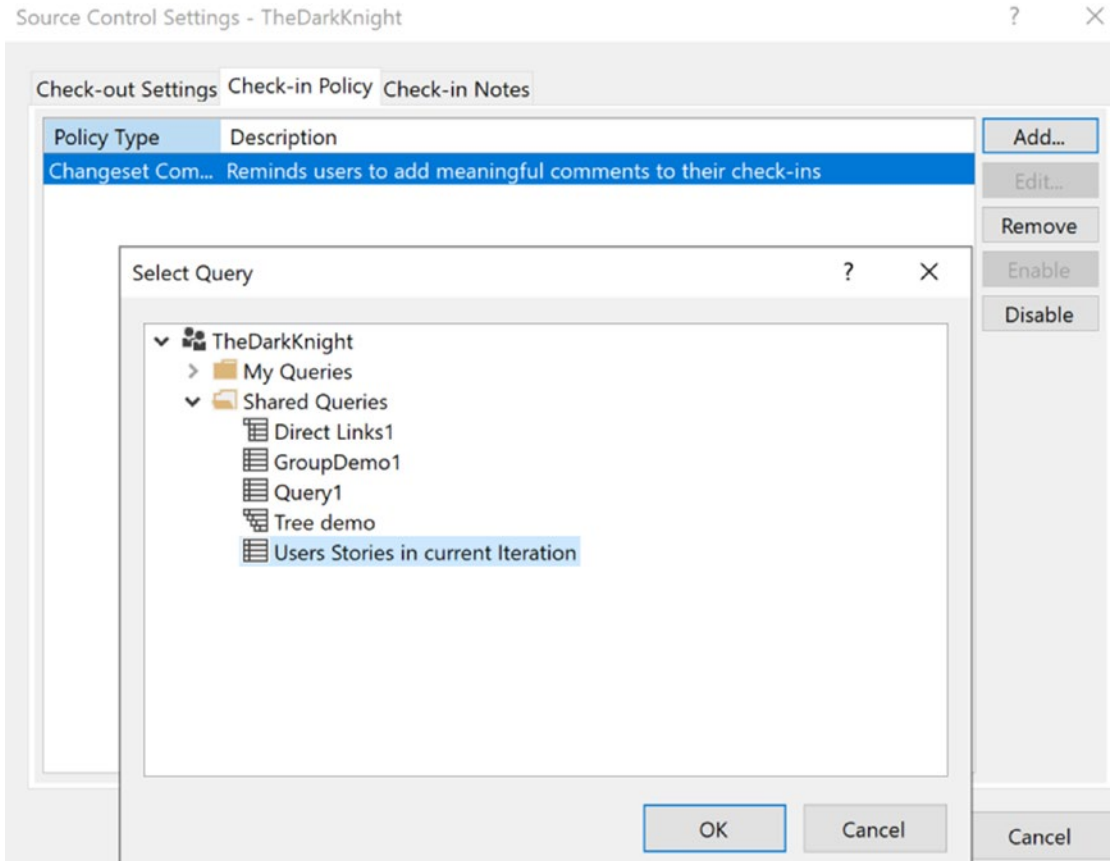 Source Control Settings - TheDarkKnight ?
Check-out Settings Check-in Policy Check-in Notes
Policy Type Description Add...
Changeset Com... Reminds users to add meaningful comments to their check-ins
Edit...
Remove
Select Query ?
Enable
Disable
TheDarkKnight
My Queries
Shared Queries
Direct Links1
GroupDemo1
Query1
Tree demo
Users Stories in current Iteration
OK Cancel
Cancel